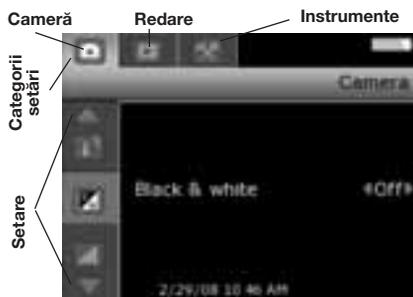 Cameră
Redare
Instrumente
Categorii
setări
Camera
Setare
Black & white
«Off»
2/29/08 10 46 AM